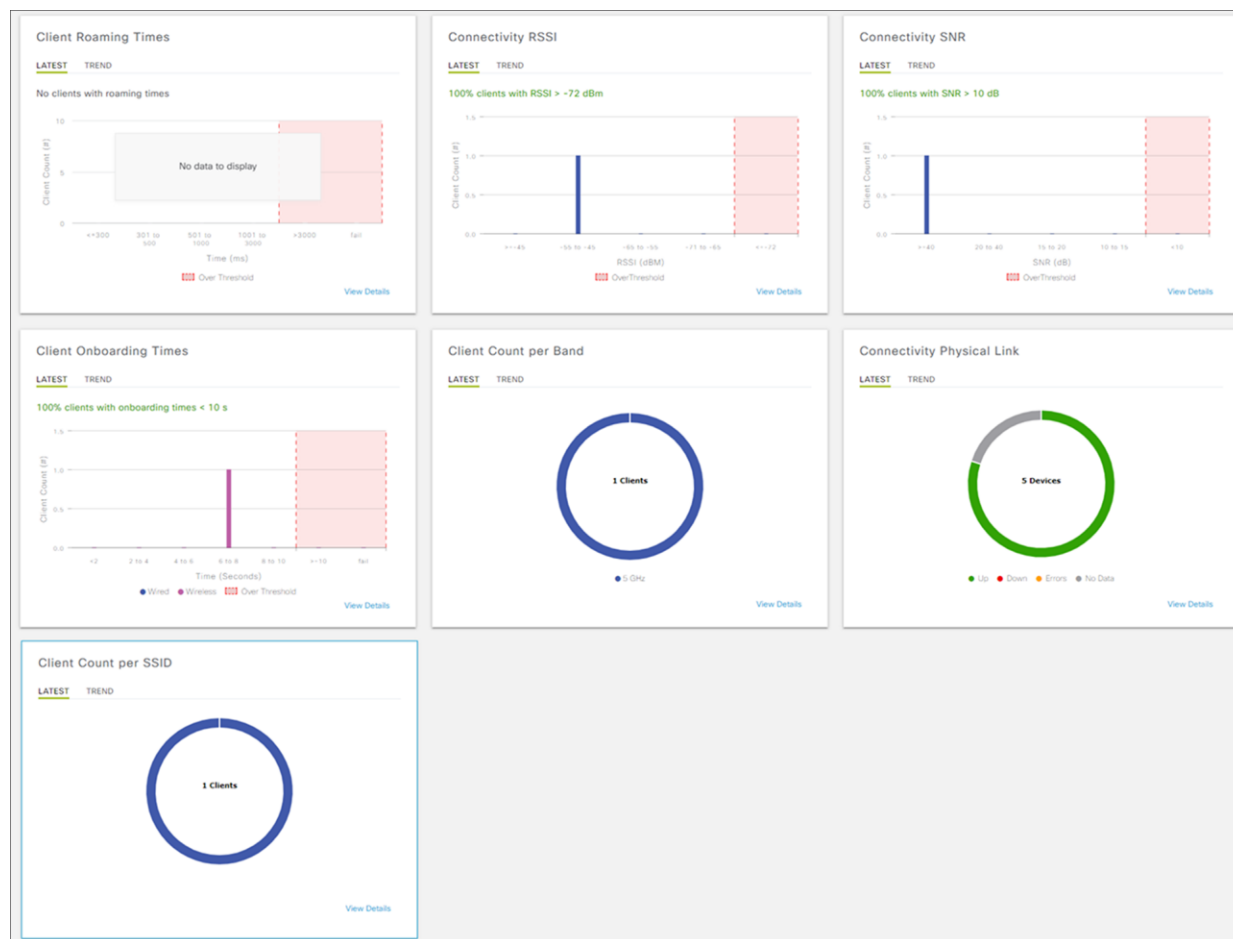 Client Roaming Times
LATEST TREND
No clients with roaming times
10
5
0
Client Count (#)
No data to display
301 to
501 to
1000
1001 to
3000
>3000
fail
Time (ms)
Over Threshold
View Details
Connectivity RSSI
LATEST TREND
100% clients with RSSI > -72 dBm
1.5
1.0
0.5
0.0
Client Count (#)
-55 to -45
-65 to -55
-71 to -65
RSSI (dBM)
OverThreshold
View Details
Connectivity SNR
LATEST TREND
100% clients with SNR > 10 dB
1.5
1.0
0.5
0.0
Client Count (#)
20 to 40
15 to 20
10 to 15
<10
SNR (dB)
OverThreshold
View Details
Client Onboarding Times
LATEST TREND
100% clients with onboarding times < 10 s
1.5
1.0
0.5
0.0
Client Count (#)
<2
2 to 4
4 to 6
6 to 8
8 to 10
fail
Time (Seconds)
Wired Wireless Over Threshold
View Details
Client Count per Band
LATEST TREND
1 Clients
5 GHz
View Details
Connectivity Physical Link
LATEST TREND
5 Devices
Up Down Errors No Data
View Details
Client Count per SSID
LATEST TREND
1 Clients
View Details